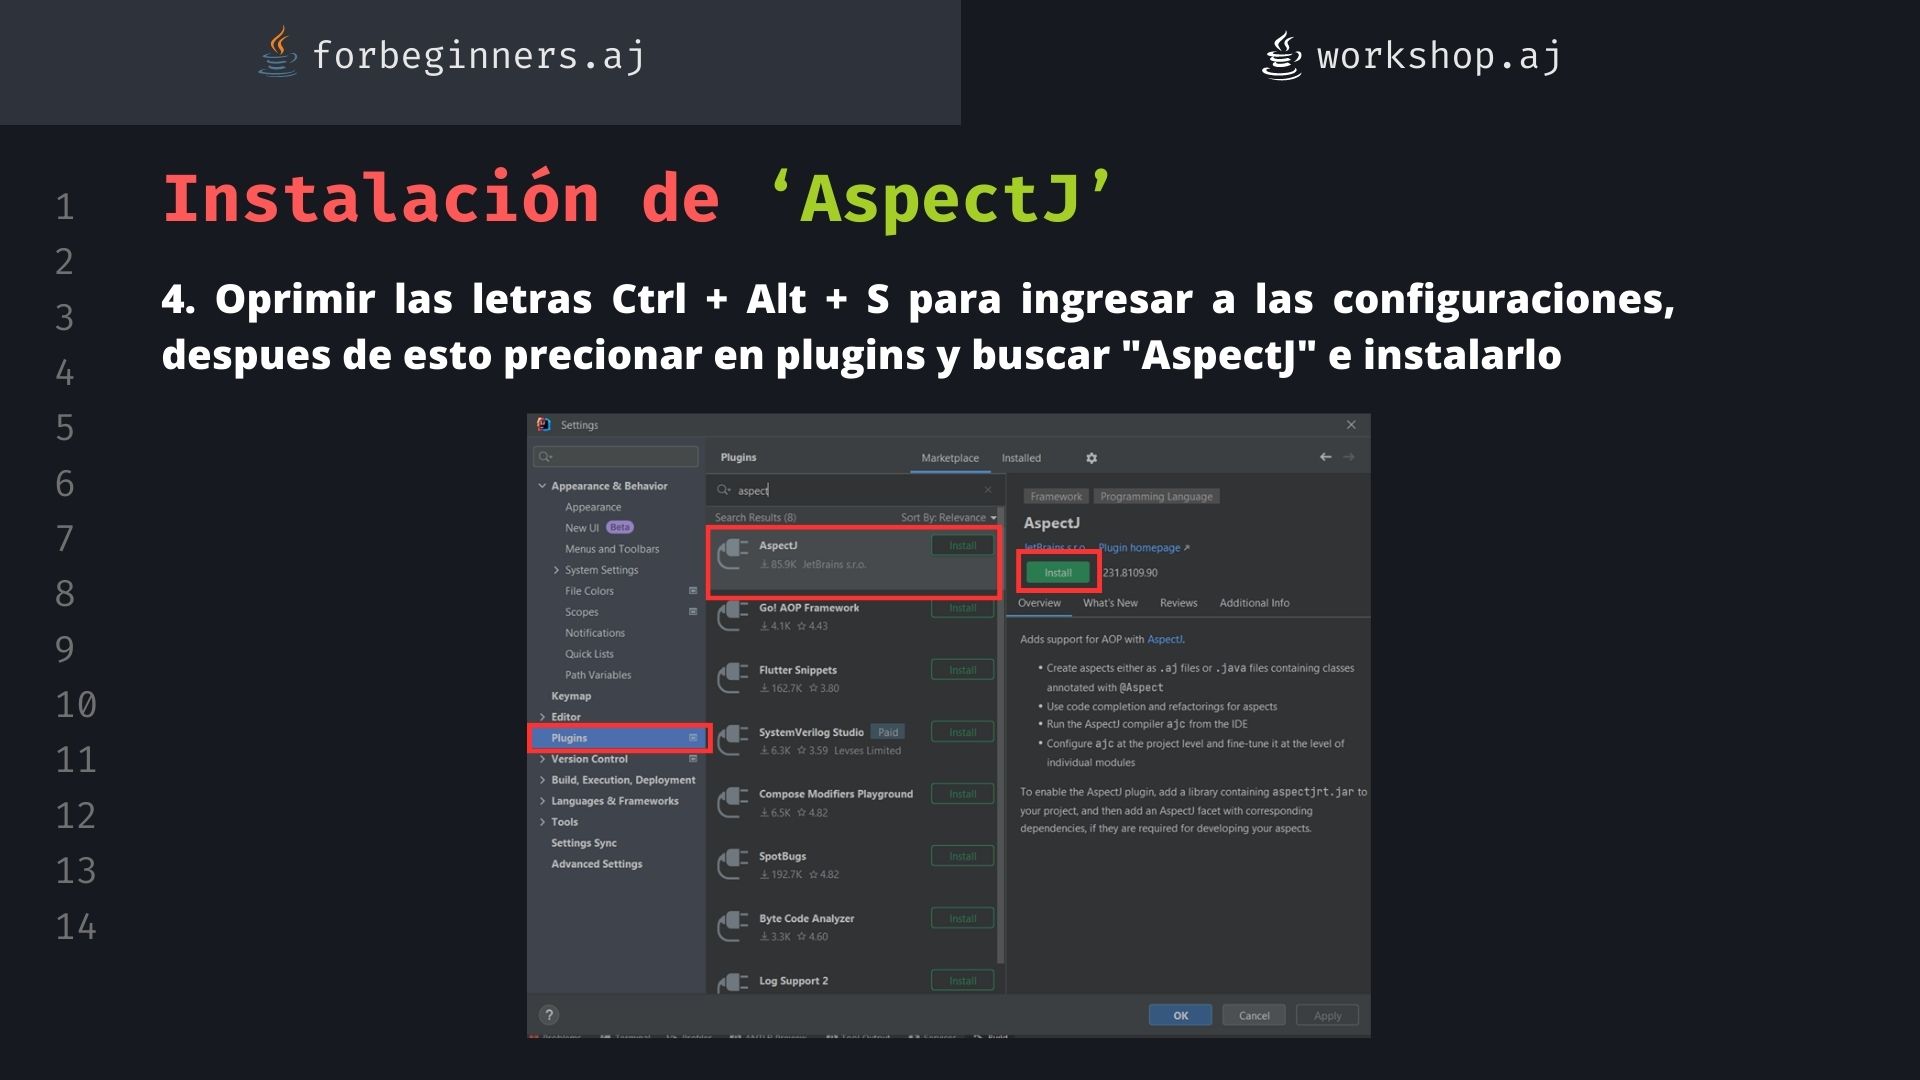 forbeginners.aj
workshop.aj
1
2
3
4
5
6
7
8
9
10
11
12
13
14
Instalación de ‘AspectJ’
4. Oprimir las letras Ctrl + Alt + S para ingresar a las configuraciones,
despues de esto precionar en plugins y buscar "AspectJ" e instalarlo
Settings
Appearance & Behavior
Appearance
New UI Beta
Menus and Toolbars
System Settings
File Colors
Scopes
Notifications
Quick Lists
Path Variables
Keymap
Editor
Plugins
Version Control
Build, Execution, Deployment
Languages & Frameworks
Tools
Settings Sync
Advanced Settings
Plugins
Marketplace
Installed
aspect
Search Results (8)
Sort By: Relevance
AspectJ
Install
85.9K JetBrains s.r.o.
Go! AOP Framework
Install
4.1K 4.43
Flutter Snippets
Install
162.7K 3.80
SystemVerilog Studio Paid
Install
6.3K 3.59 Levses Limited
Compose Modifiers Playground
Install
6.5K 4.82
SpotBugs
Install
192.7K 4.82
Byte Code Analyzer
Install
3.3K 4.60
Log Support 2
Install
Framework
Programming Language
AspectJ
JetBrains s.r.o. Plugin homepage ↗
Install
231.8109.90
Overview
What's New
Reviews
Additional Info
Adds support for AOP with AspectJ.
• Create aspects either as .aj files or .java files containing classes
annotated with @Aspect
• Use code completion and refactorings for aspects
• Run the AspectJ compiler ajc from the IDE
• Configure ajc at the project level and fine-tune it at the level of
individual modules
To enable the AspectJ plugin, add a library containing aspectjrt.jar to
your project, and then add an AspectJ facet with corresponding
dependencies, if they are required for developing your aspects.
?
OK
Cancel
Apply